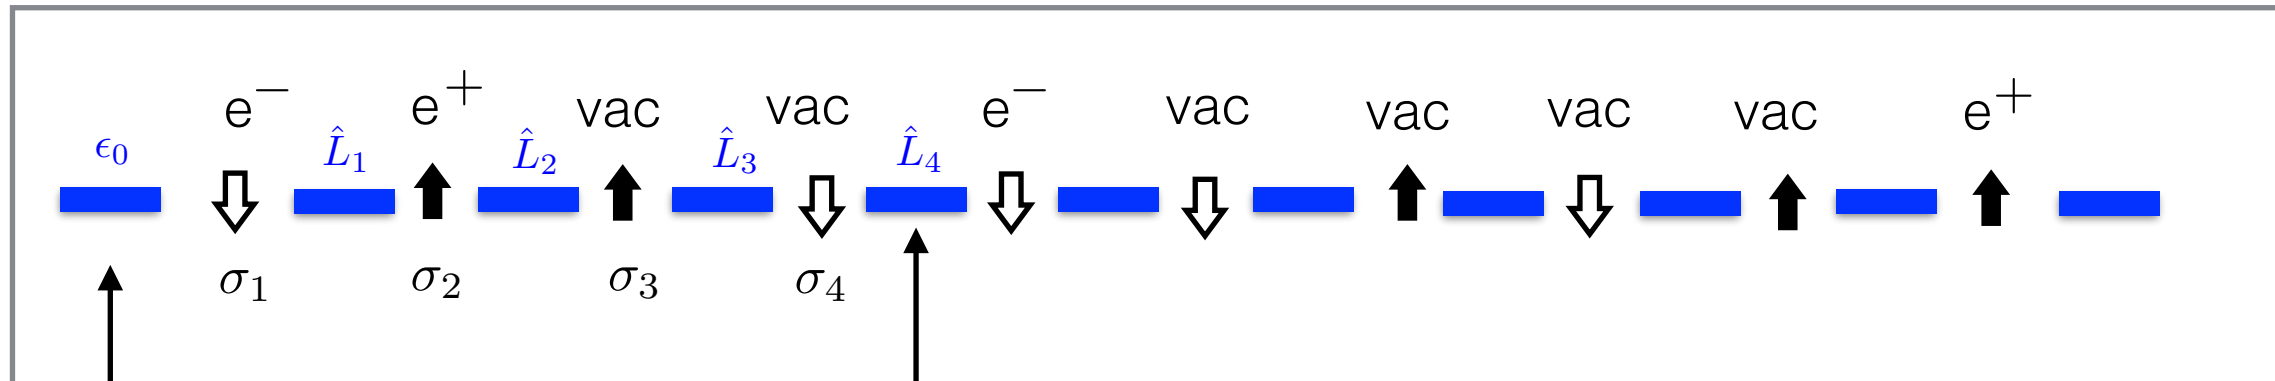 e⁻ e⁺ vac vac e⁻ vac vac vac vac e⁺
ϵ₀ L̂₁ L̂₂ L̂₃ L̂₄
σ₁ σ₂ σ₃ σ₄